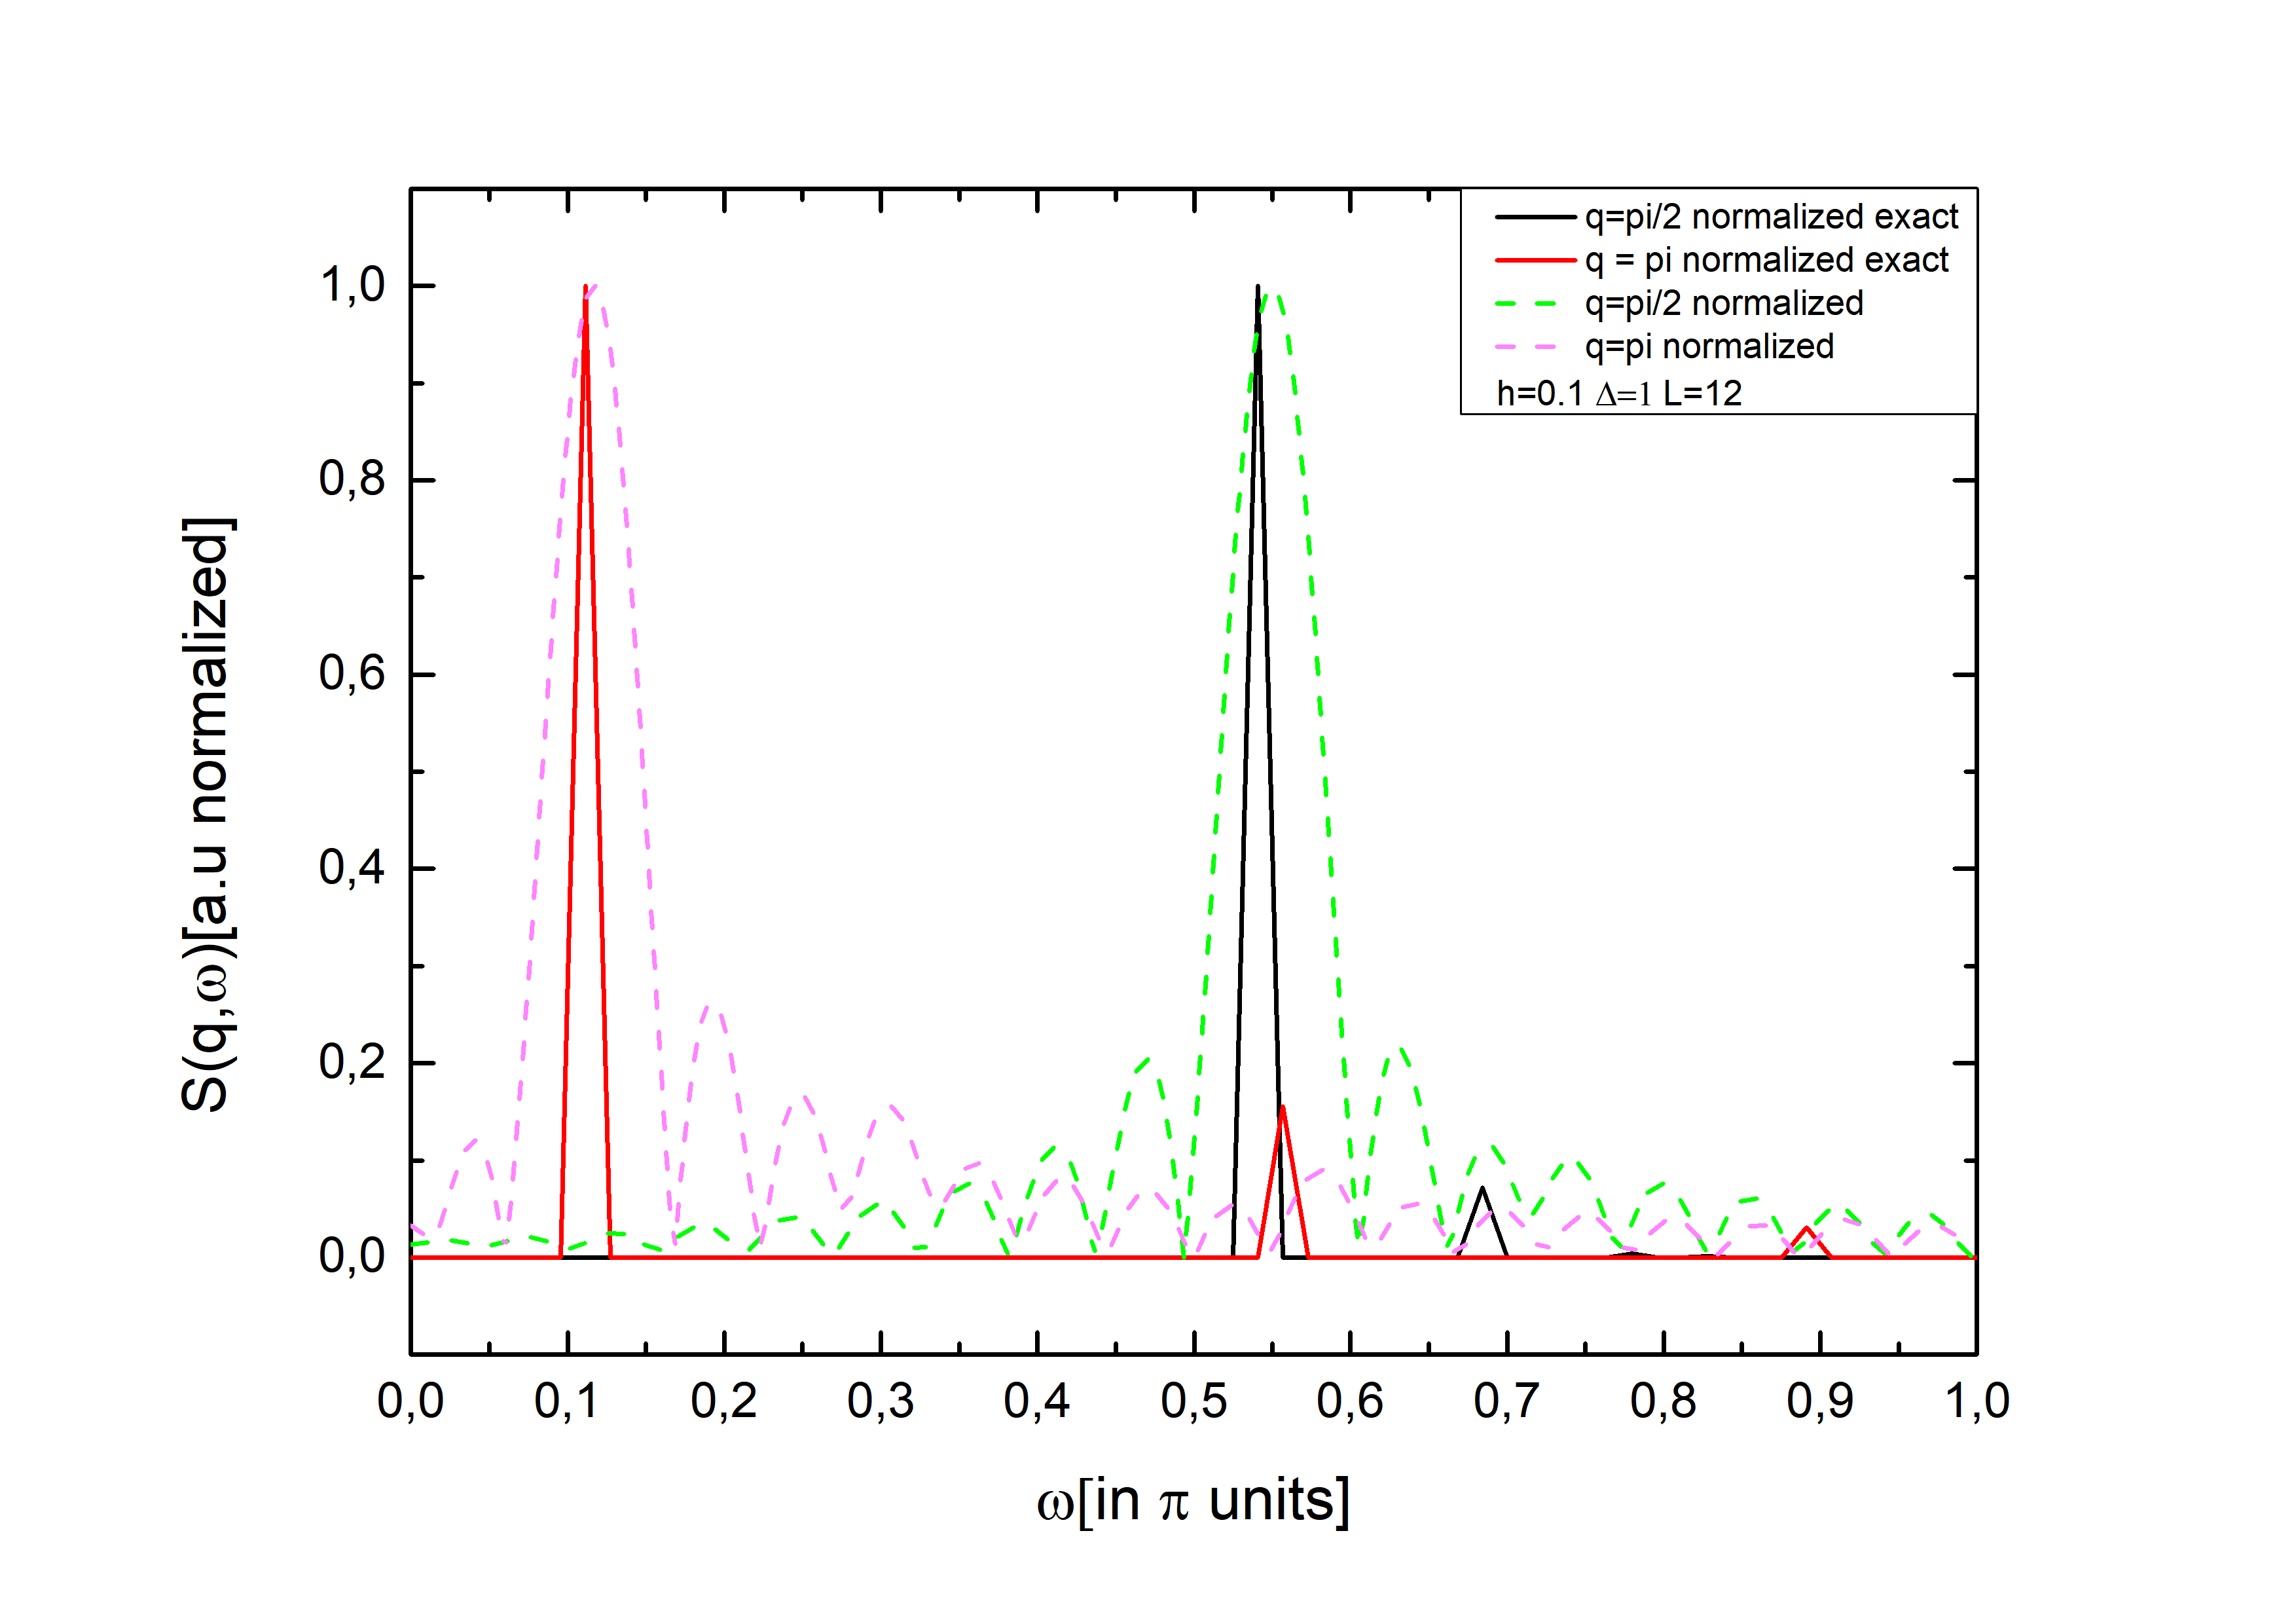 q=pi/2 normalized exact
q = pi normalized exact
q=pi/2 normalized
q=pi normalized
h=0.1 Δ=1 L=12
1,0
0,8
0,6
0,4
0,2
0,0
S(q,ω)[a.u normalized]
0,0 0,1 0,2 0,3 0,4 0,5 0,6 0,7 0,8 0,9 1,0
ω[in π units]